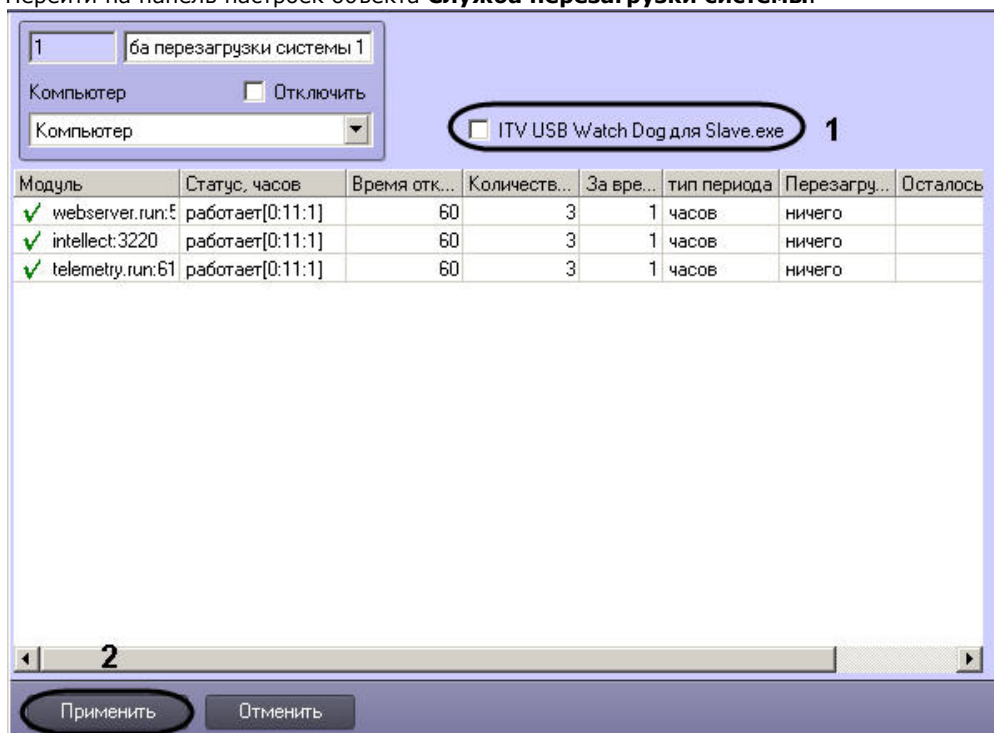 Перейти на панель настроек объекта Служба перезагрузки системы.
1 ба перезагрузки системы 1
Компьютер Отключить
Компьютер ITV USB Watch Dog для Slave.exe 1
Модуль Статус, часов Время отк... Количеств... За вре... тип периода Перезагру... Осталось
webserver.run:5 работает[0:11:1] 60 3 1 часов ничего
intellect:3220 работает[0:11:1] 60 3 1 часов ничего
telemetry.run:61 работает[0:11:1] 60 3 1 часов ничего
2
Применить Отменить